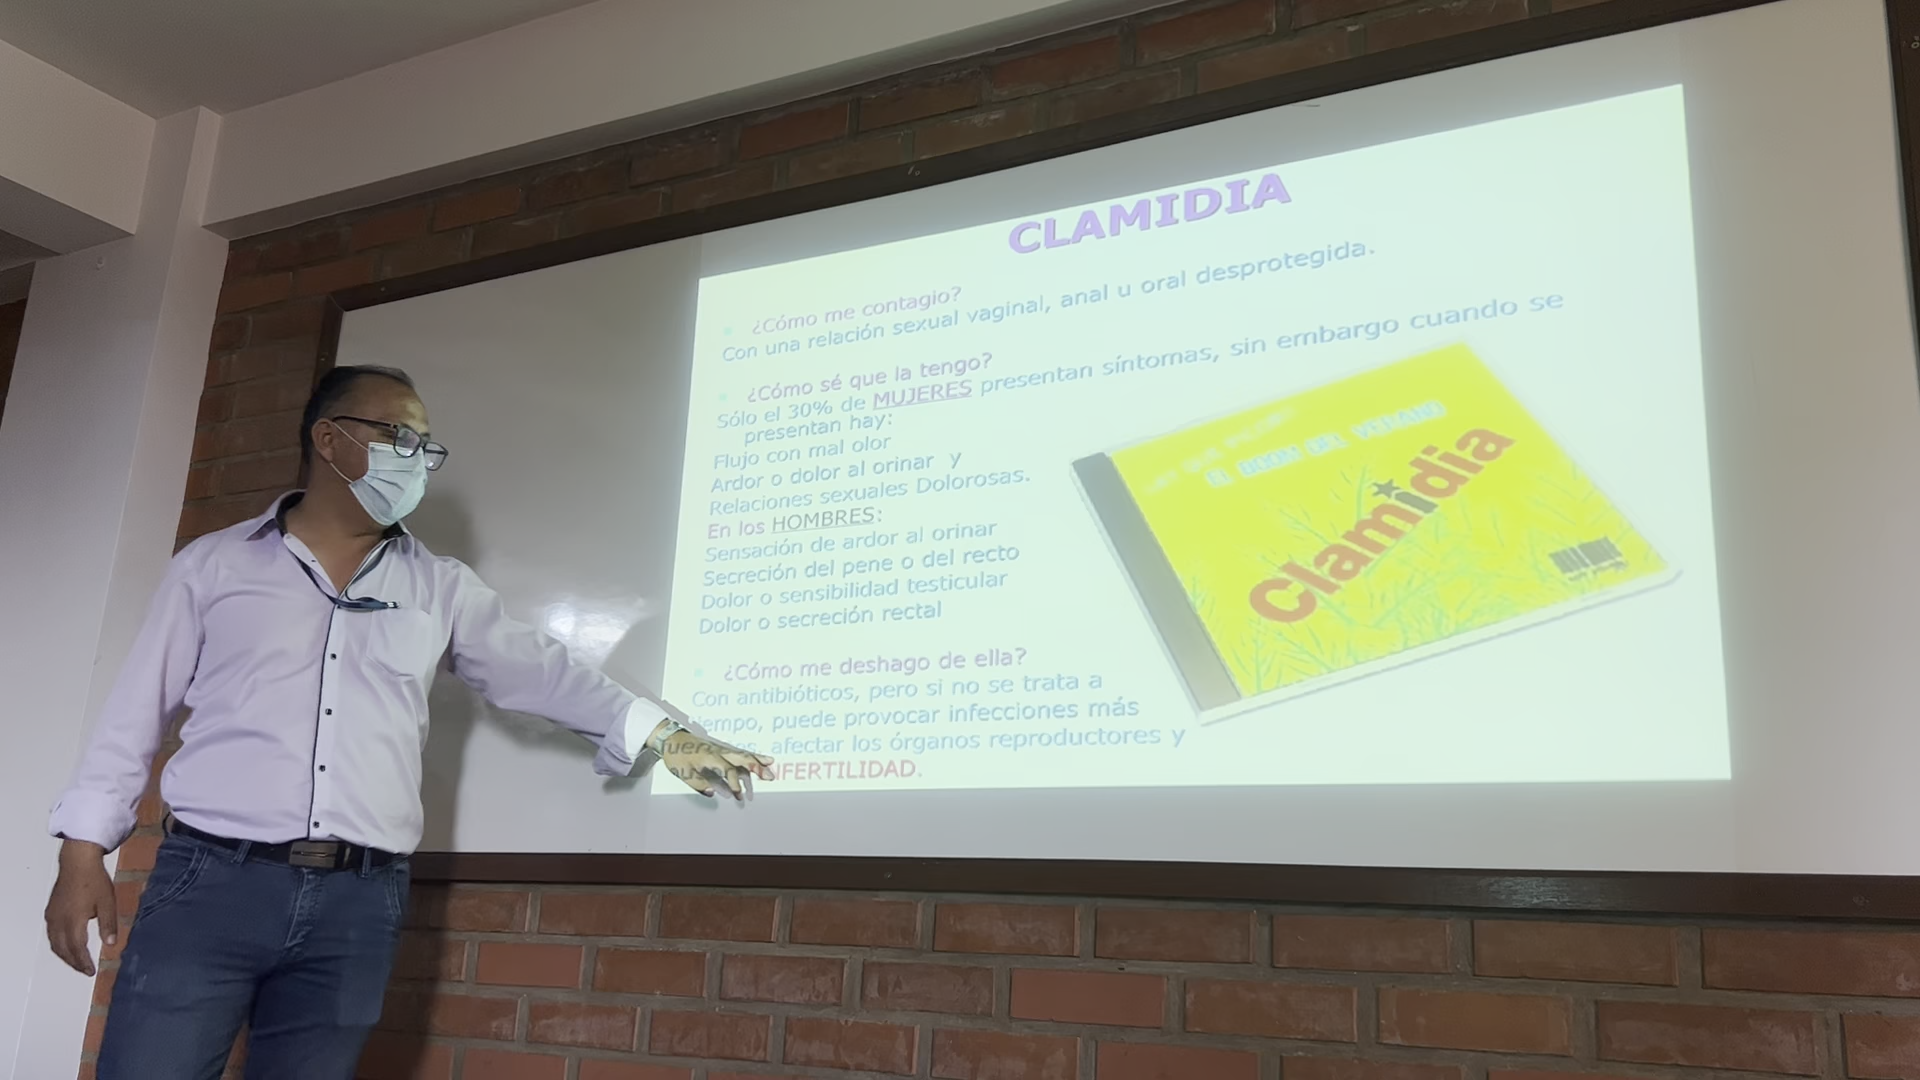 CLAMIDIA
¿Cómo me contagio?
Con una relación sexual vaginal, anal u oral desprotegida.
¿Cómo sé que la tengo?
Sólo el 30% de MUJERES presentan síntomas, sin embargo cuando se
presentan hay:
Flujo con mal olor
Ardor o dolor al orinar y
Relaciones sexuales Dolorosas.
En los HOMBRES:
Sensación de ardor al orinar
Secreción del pene o del recto
Dolor o sensibilidad testicular
Dolor o secreción rectal
¿Cómo me deshago de ella?
Con antibióticos, pero si no se trata a
tiempo, puede provocar infecciones más
afectar los órganos reproductores y
INFERTILIDAD.
EL BOOM DEL VERANO
Clamidia